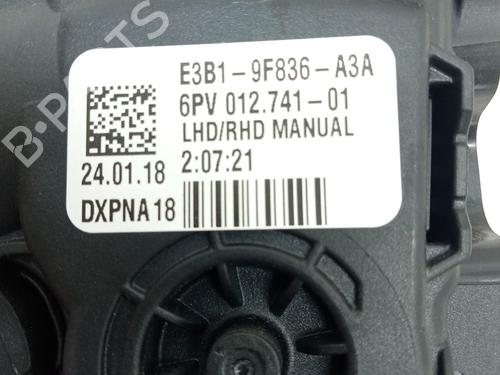 E3B1-9F836-A3A
6PV 012.741-01
LHD/RHD MANUAL
24.01.18 2:07:21
DXPNA18
B-PARTS